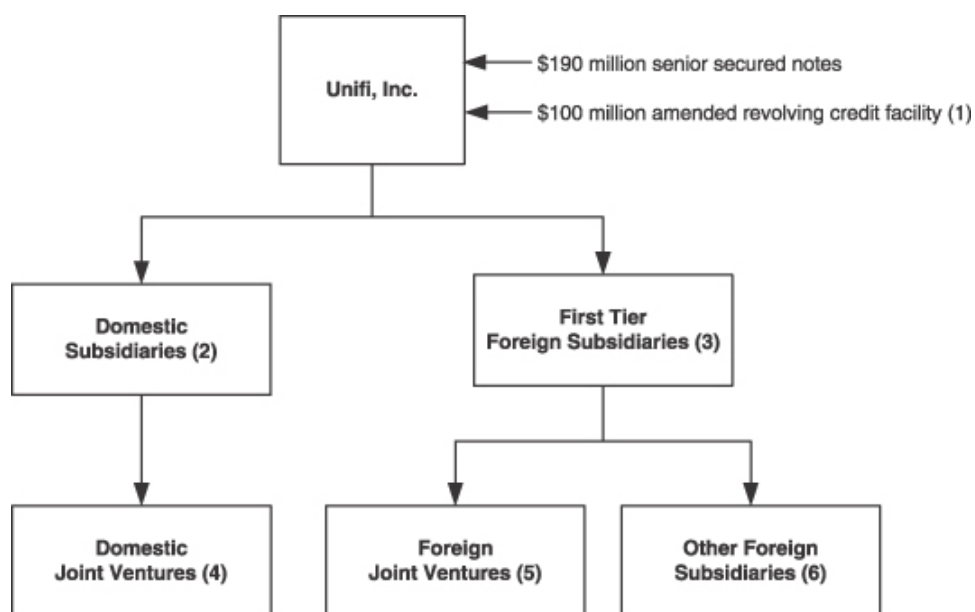 Unifi, Inc.
$190 million senior secured notes
$100 million amended revolving credit facility (1)
Domestic
Subsidiaries (2)
First Tier
Foreign Subsidiaries (3)
Domestic
Joint Ventures (4)
Foreign
Joint Ventures (5)
Other Foreign
Subsidiaries (6)